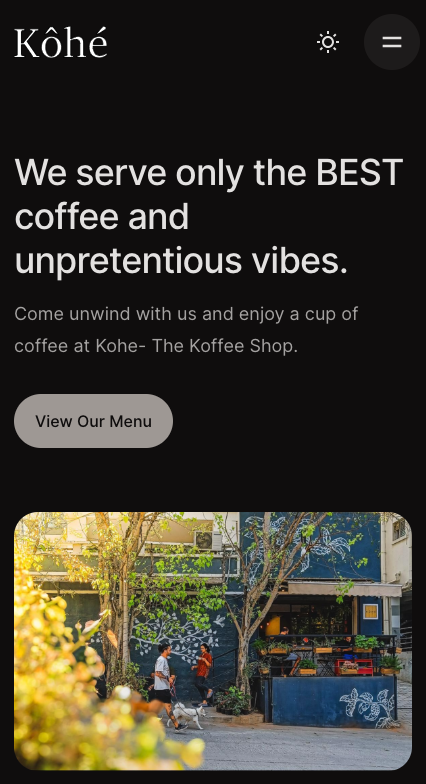 Kôhé
We serve only the BEST
coffee and
unpretentious vibes.
Come unwind with us and enjoy a cup of
coffee at Kohe- The Koffee Shop.
View Our Menu